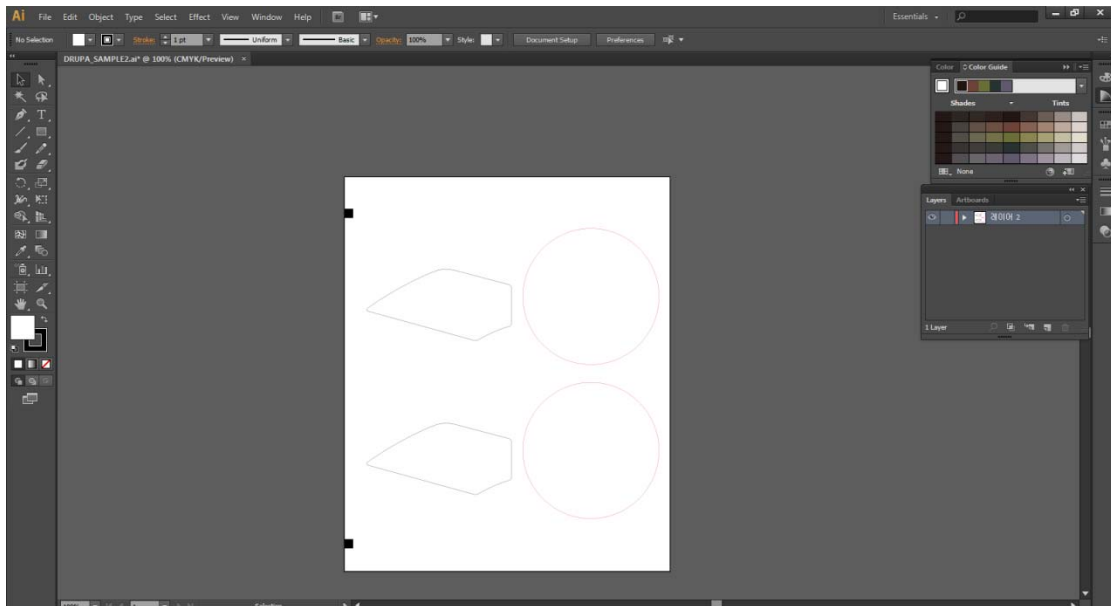 Ai File Edit Object Type Select Effect View Window Help Br Essentials
No Selection Stroke: 1 pt Uniform Basic Opacity: 100% Style: Document Setup Preferences
DRUPA_SAMPLE2.ai* @ 100% (CMYK/Preview) ×
Color Color Guide
Shades Tints
None
Layers Artboards
레이어 2
1 Layer
Selection